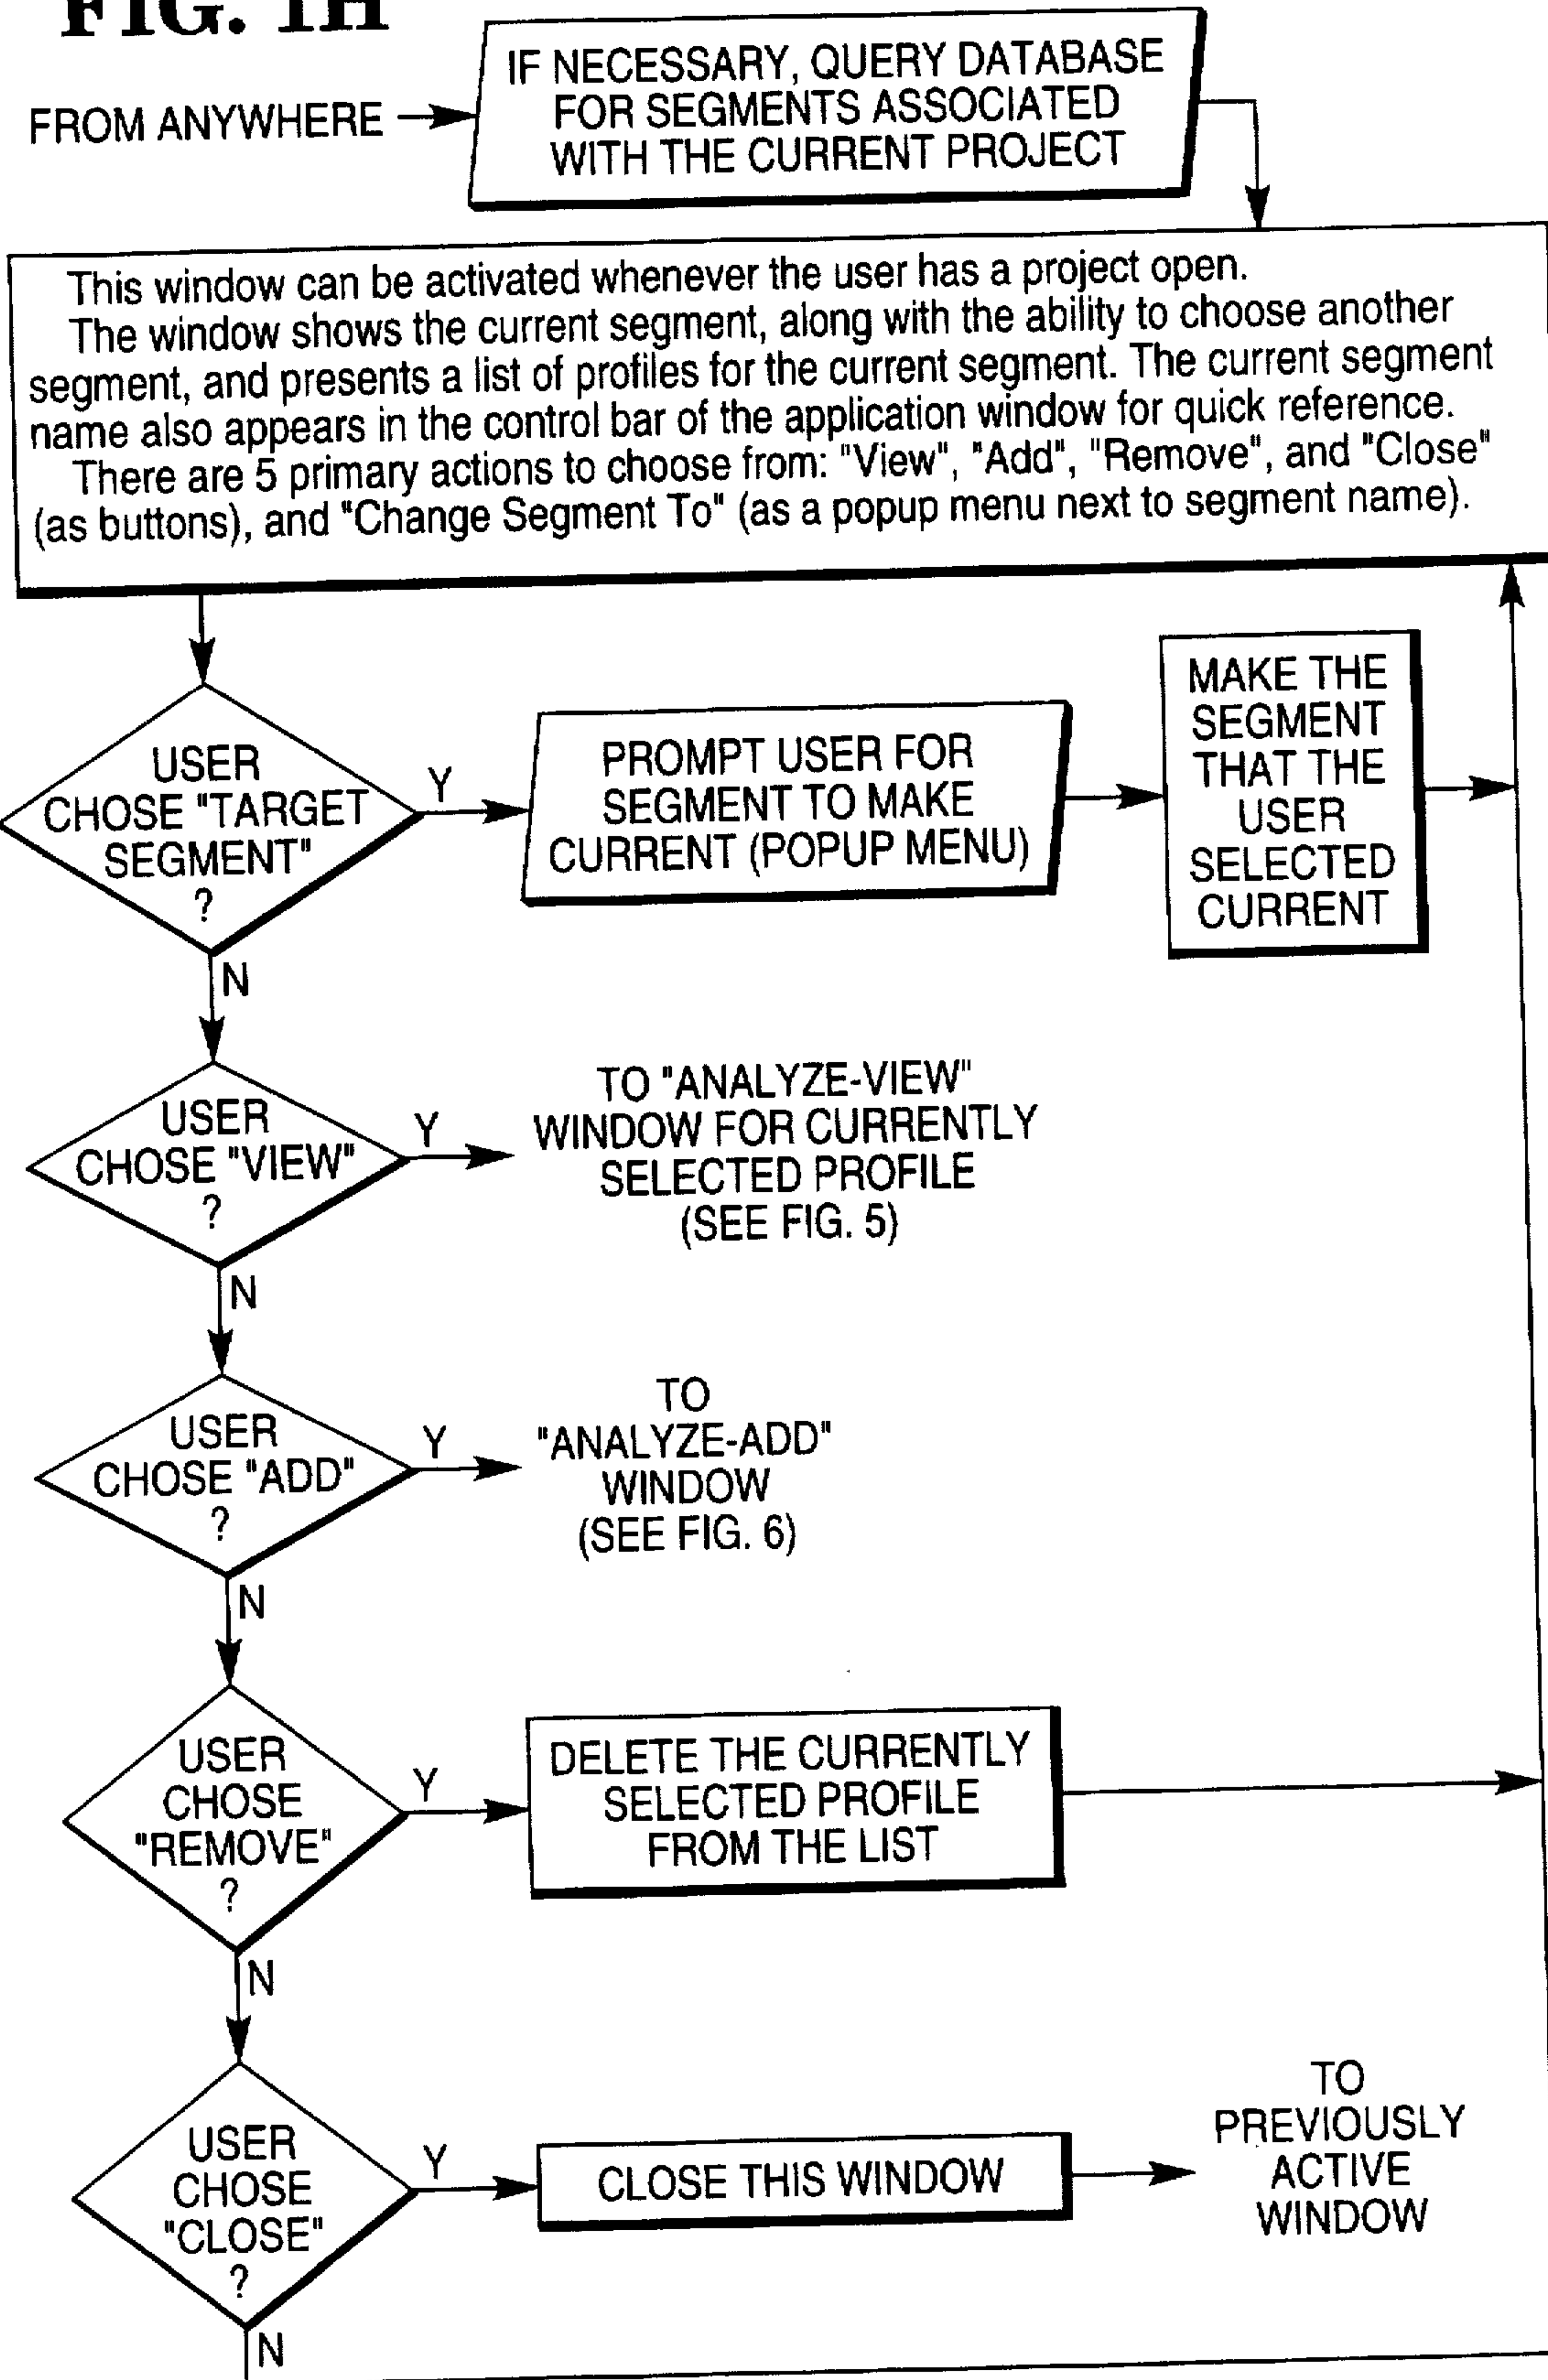 FIG. 1H
IF NECESSARY, QUERY DATABASE
FOR SEGMENTS ASSOCIATED
WITH THE CURRENT PROJECT
FROM ANYWHERE
This window can be activated whenever the user has a project open.
The window shows the current segment, along with the ability to choose another
segment, and presents a list of profiles for the current segment. The current segment
name also appears in the control bar of the application window for quick reference.
There are 5 primary actions to choose from: "View", "Add", "Remove", and "Close"
(as buttons), and "Change Segment To" (as a popup menu next to segment name).
USER
CHOSE "TARGET
SEGMENT"
?
Y
PROMPT USER FOR
SEGMENT TO MAKE
CURRENT (POPUP MENU)
MAKE THE
SEGMENT
THAT THE
USER
SELECTED
CURRENT
N
USER
CHOSE "VIEW"
?
Y
TO "ANALYZE-VIEW"
WINDOW FOR CURRENTLY
SELECTED PROFILE
(SEE FIG. 5)
N
USER
CHOSE "ADD"
?
Y
TO
"ANALYZE-ADD"
WINDOW
(SEE FIG. 6)
N
USER
CHOSE
"REMOVE"
?
Y
DELETE THE CURRENTLY
SELECTED PROFILE
FROM THE LIST
N
USER
CHOSE
"CLOSE"
?
Y
CLOSE THIS WINDOW
TO
PREVIOUSLY
ACTIVE
WINDOW
N